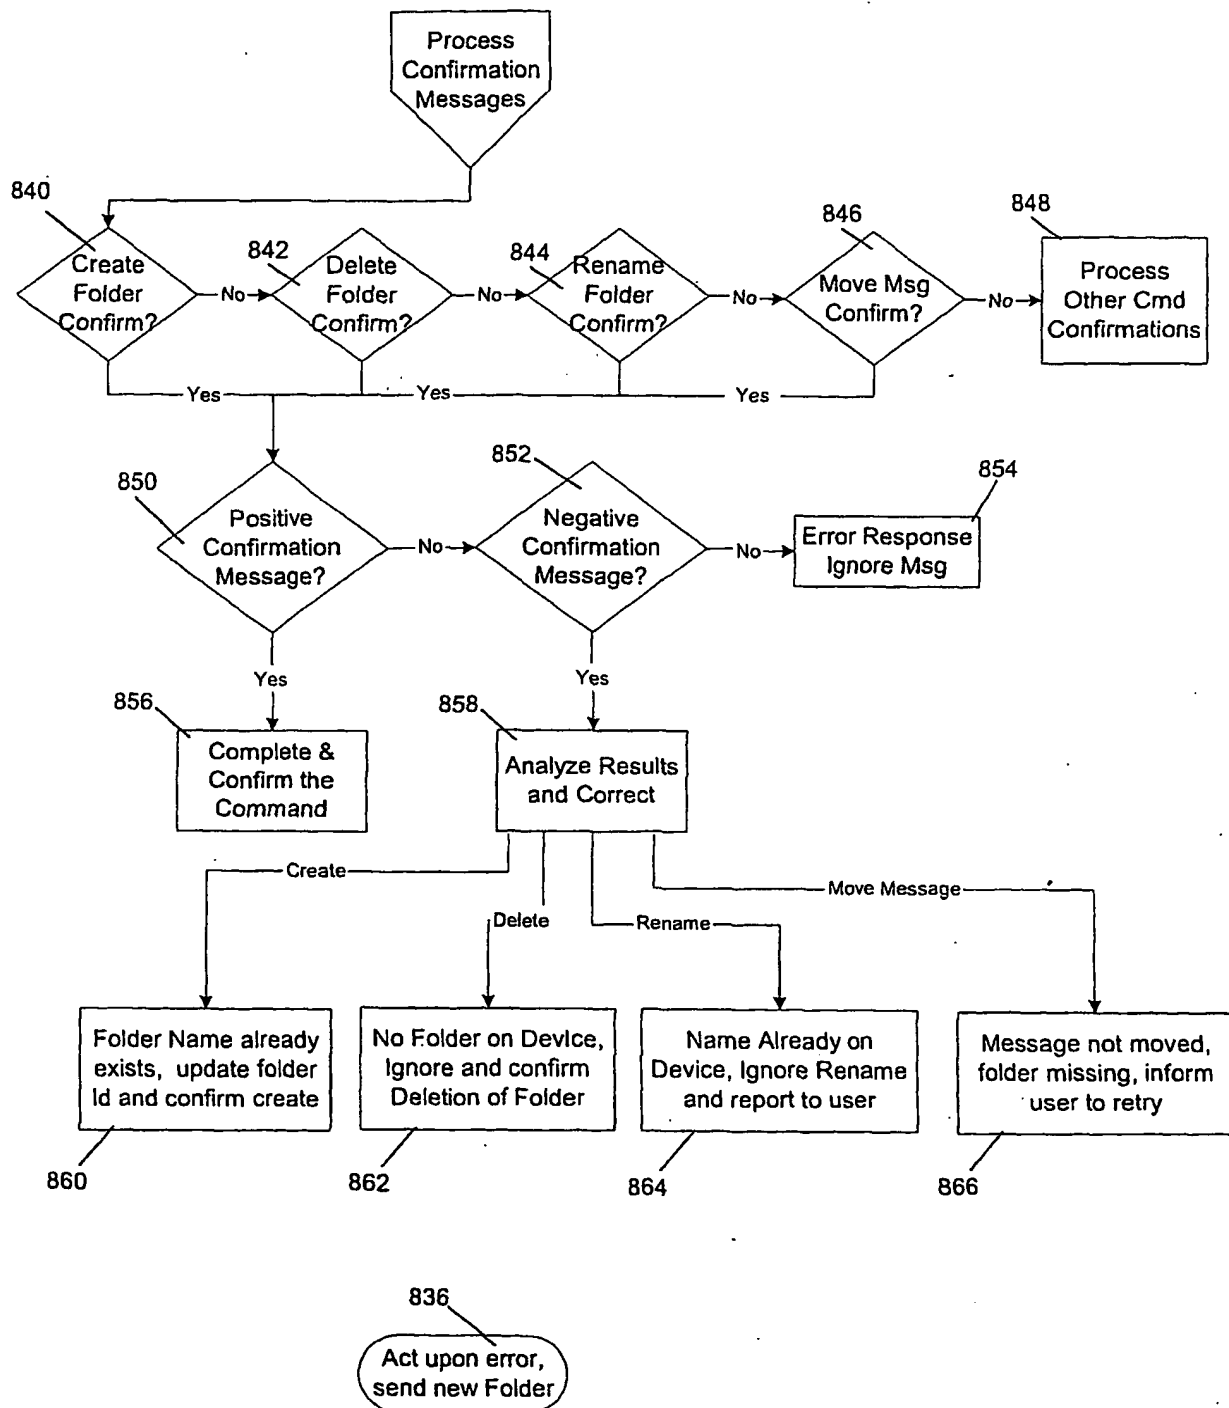 Process
Confirmation
Messages
840
842
844
846
848
Create
Folder
Confirm?
No
Delete
Folder
Confirm?
No
Rename
Folder
Confirm?
No
Move Msg
Confirm?
No
Process
Other Cmd
Confirmations
Yes
Yes
Yes
850
852
854
Positive
Confirmation
Message?
No
Negative
Confirmation
Message?
No
Error Response
Ignore Msg
Yes
Yes
856
858
Complete &
Confirm the
Command
Analyze Results
and Correct
Create
Delete
Rename
Move Message
Folder Name already
exists, update folder
Id and confirm create
No Folder on Device,
Ignore and confirm
Deletion of Folder
Name Already on
Device, Ignore Rename
and report to user
Message not moved,
folder missing, inform
user to retry
860
862
864
866
836
Act upon error,
send new Folder